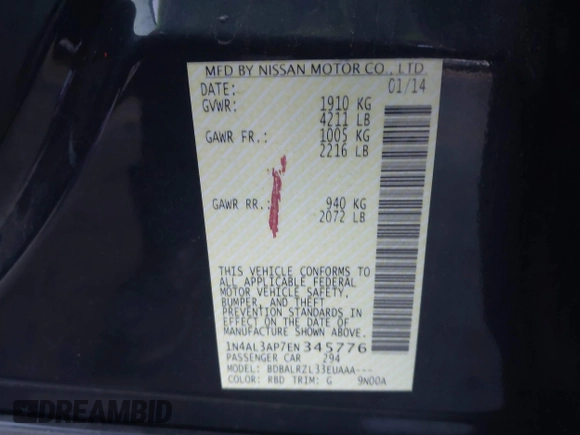 MFD BY NISSAN MOTOR CO., LTD.
DATE: 01/14
GVWR: 1910 KG
4211 LB
GAWR FR.: 1005 KG
2216 LB
GAWR RR.: 940 KG
2072 LB
THIS VEHICLE CONFORMS TO
ALL APPLICABLE FEDERAL
MOTOR VEHICLE SAFETY,
BUMPER, AND THEFT
PREVENTION STANDARDS
IN EFFECT ON THE DATE OF
MANUFACTURE SHOWN ABOVE.
1N4AL3AP7EN345776
PASSENGER CAR 294
MODEL: BDBALRZL33EUAAA---
COLOR: RBD TRIM: G 9N00A
DREAMBID